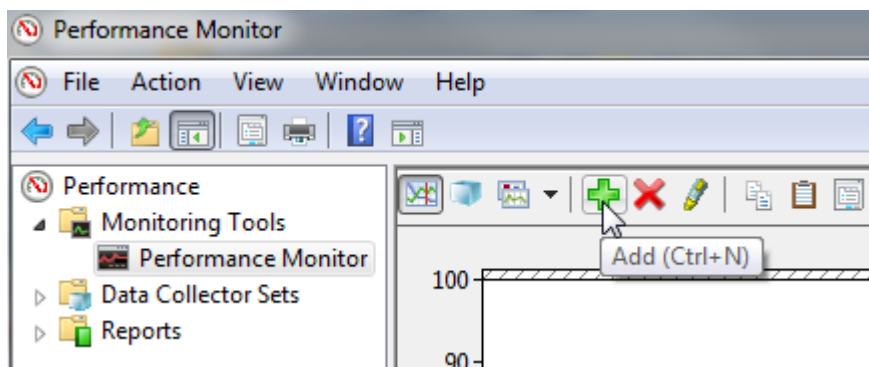 Performance Monitor
File Action View Window Help
?
Performance
Monitoring Tools
Performance Monitor
Data Collector Sets
Reports
Add (Ctrl+N)
100
90